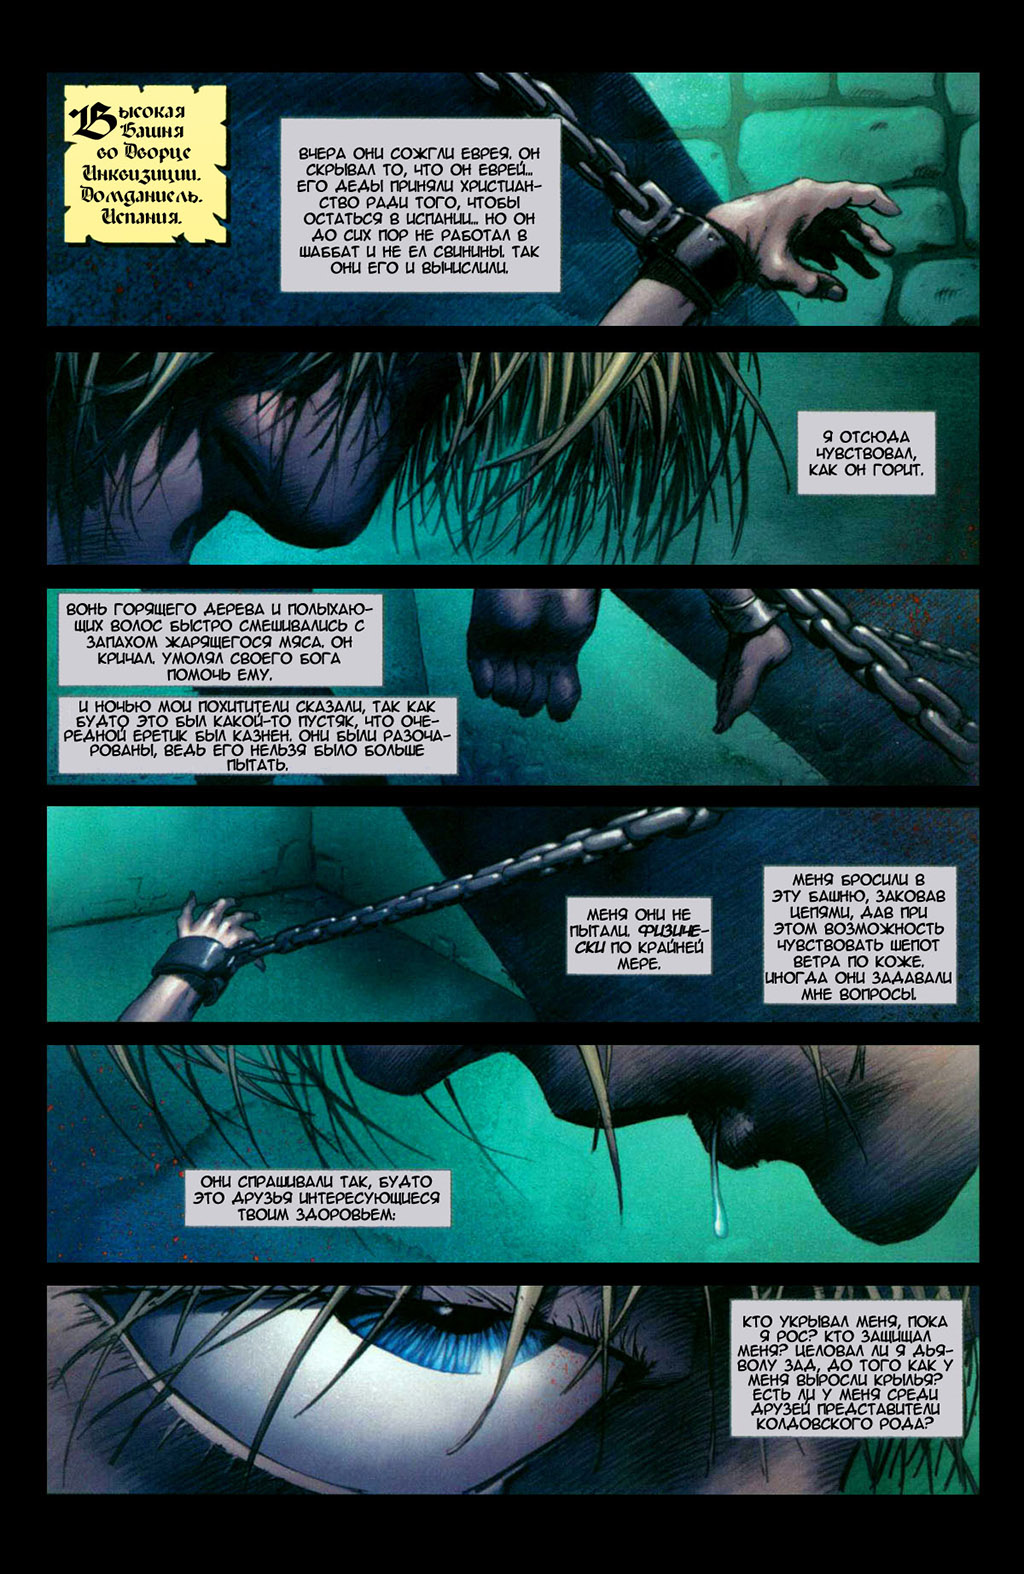 Высокая
Башня
во Дворце
Инквизиции.
Домданиель.
Испания.
ВЧЕРА ОНИ СОЖГЛИ ЕВРЕЯ. ОН
СКРЫВАЛ ТО, ЧТО ОН ЕВРЕЙ...
ЕГО ДЕДЫ ПРИНЯЛИ ХРИСТИАН-
СТВО РАДИ ТОГО, ЧТОБЫ
ОСТАТЬСЯ В ИСПАНИИ... НО ОН
ДО СИХ ПОР НЕ РАБОТАЛ В
ШАББАТ И НЕ ЕЛ СВИНИНЫ. ТАК
ОНИ ЕГО И ВЫЧИСЛИЛИ.
Я ОТСЮДА
ЧУВСТВОВАЛ,
КАК ОН ГОРИТ.
ВОНЬ ГОРЯЩЕГО ДЕРЕВА И ПОЛЫХАЮ-
ЩИХ ВОЛОС БЫСТРО СМЕШИВАЛИСЬ С
ЗАПАХОМ ЖАРЯЩЕГОСЯ МЯСА. ОН
КРИЧАЛ. УМОЛЯЛ СВОЕГО БОГА
ПОМОЧЬ ЕМУ.
И НОЧЬЮ МОИ ПОХИТИТЕЛИ СКАЗАЛИ, ТАК КАК
БУДТО ЭТО БЫЛ КАКОЙ-ТО ПУСТЯК, ЧТО ОЧЕ-
РЕДНОЙ ЕРЕТИК БЫЛ КАЗНЕН. ОНИ БЫЛИ РАЗОЧА-
РОВАНЫ, ВЕДЬ ЕГО НЕЛЬЗЯ БЫЛО БОЛЬШЕ
ПЫТАТЬ.
МЕНЯ ОНИ НЕ
ПЫТАЛИ. ФИЗИЧЕ-
СКИ ПО КРАЙНЕЙ
МЕРЕ.
МЕНЯ БРОСИЛИ В
ЭТУ БАШНЮ, ЗАКОВАВ
ЦЕПЯМИ, ДАВ ПРИ
ЭТОМ ВОЗМОЖНОСТЬ
ЧУВСТВОВАТЬ ШЕПОТ
ВЕТРА ПО КОЖЕ.
ИНОГДА ОНИ ЗАДАВАЛИ
МНЕ ВОПРОСЫ.
ОНИ СПРАШИВАЛИ ТАК, БУДТО
ЭТО ДРУЗЬЯ ИНТЕРЕСУЮЩИЕСЯ
ТВОИМ ЗДОРОВЬЕМ:
КТО УКРЫВАЛ МЕНЯ, ПОКА
Я РОС? КТО ЗАЩИЩАЛ
МЕНЯ? ЦЕЛОВАЛ ЛИ Я ДЬЯ-
ВОЛУ ЗАД, ДО ТОГО КАК У
МЕНЯ ВЫРОСЛИ КРЫЛЬЯ?
ЕСТЬ ЛИ У МЕНЯ СРЕДИ
ДРУЗЕЙ ПРЕДСТАВИТЕЛИ
КОЛДОВСКОГО РОДА?